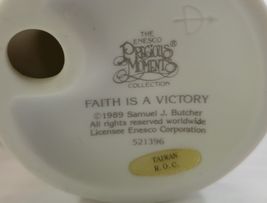 THE
ENESCO
PRECIOUS
MOMENTS®
COLLECTION
FAITH IS A VICTORY
©1989 Samuel J. Butcher
All rights reserved worldwide
Licensee Enesco Corporation
521396
TAIWAN
R.O.C.